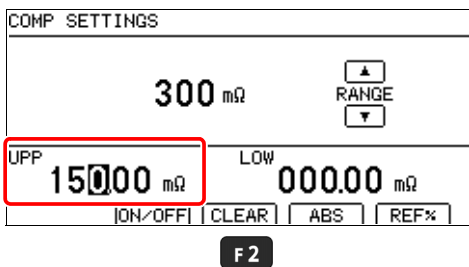 COMP SETTINGS
300 mΩ
▲
RANGE
▼
UPP
150.00 mΩ
LOW
000.00 mΩ
ON/OFF CLEAR ABS REF%
F2